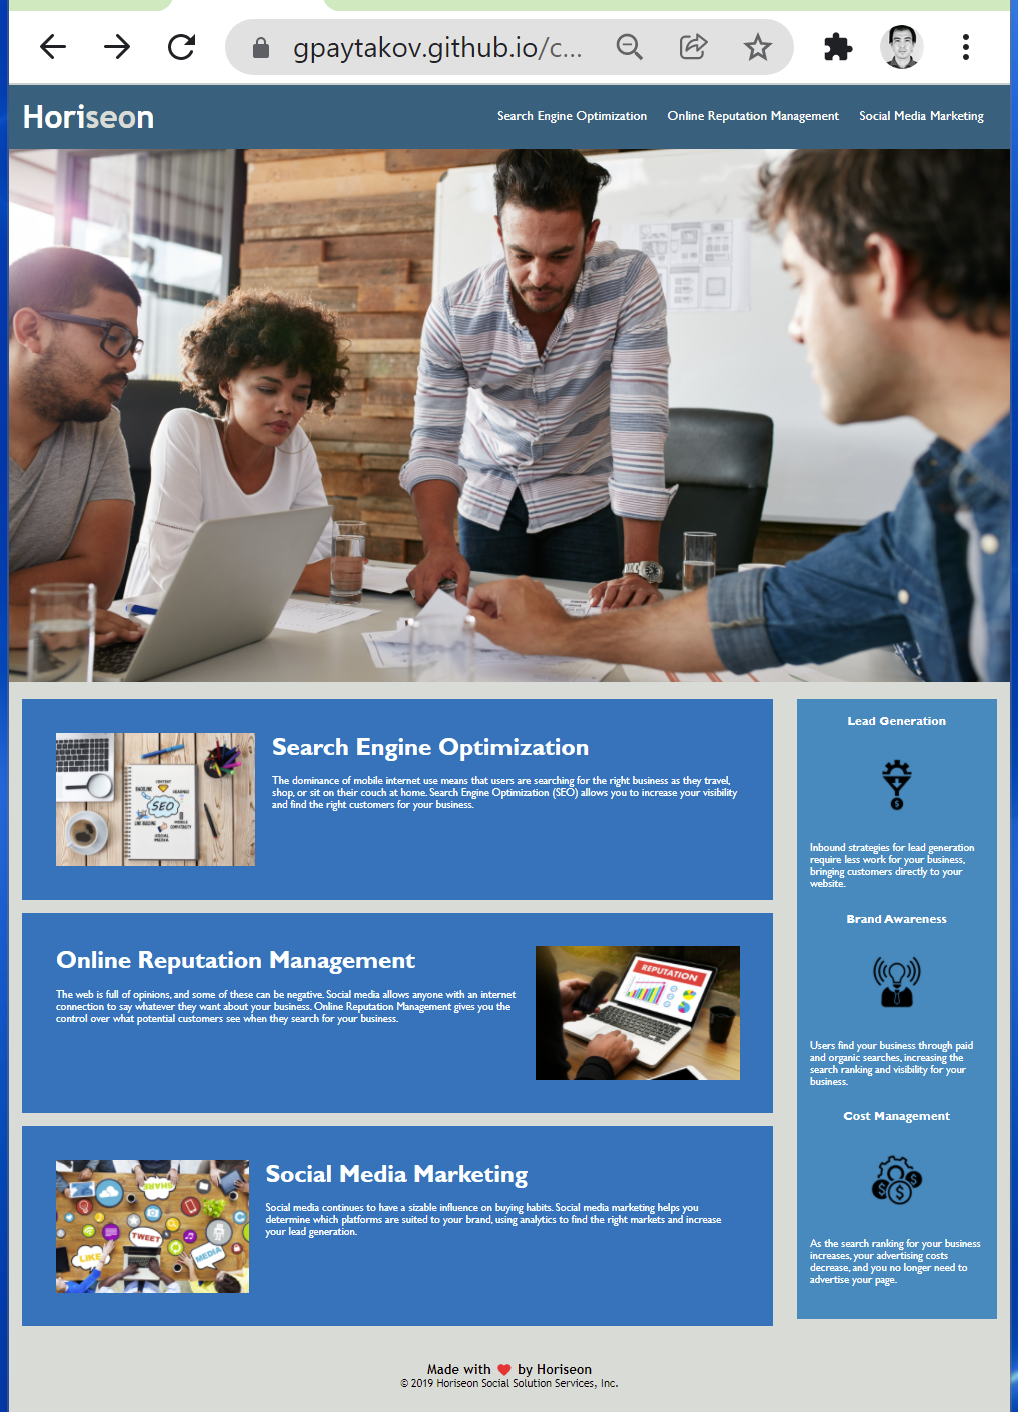 gpaytakov.github.io/c...
Horiseon
Search Engine Optimization Online Reputation Management Social Media Marketing
Search Engine Optimization
The dominance of mobile internet use means that users are searching for the right business as they travel,
shop, or sit on their couch at home. Search Engine Optimization (SEO) allows you to increase your visibility
and find the right customers for your business.
CONTENT
BACKLINK
KEYWORDS
SEO
LINK BUILDING
MOBILE
COMPATIBILITY
SOCIAL
MEDIA
Online Reputation Management
The web is full of opinions, and some of these can be negative. Social media allows anyone with an internet
connection to say whatever they want about your business. Online Reputation Management gives you the
control over what potential customers see when they search for your business.
REPUTATION
Social Media Marketing
Social media continues to have a sizable influence on buying habits. Social media marketing helps you
determine which platforms are suited to your brand, using analytics to find the right markets and increase
your lead generation.
SHARE
TWEET
LIKE
MEDIA
Lead Generation
Inbound strategies for lead generation
require less work for your business,
bringing customers directly to your
website.
Brand Awareness
Users find your business through paid
and organic searches, increasing the
search ranking and visibility for your
business.
Cost Management
As the search ranking for your business
increases, your advertising costs
decrease, and you no longer need to
advertise your page.
Made with ❤️ by Horiseon
© 2019 Horiseon Social Solution Services, Inc.